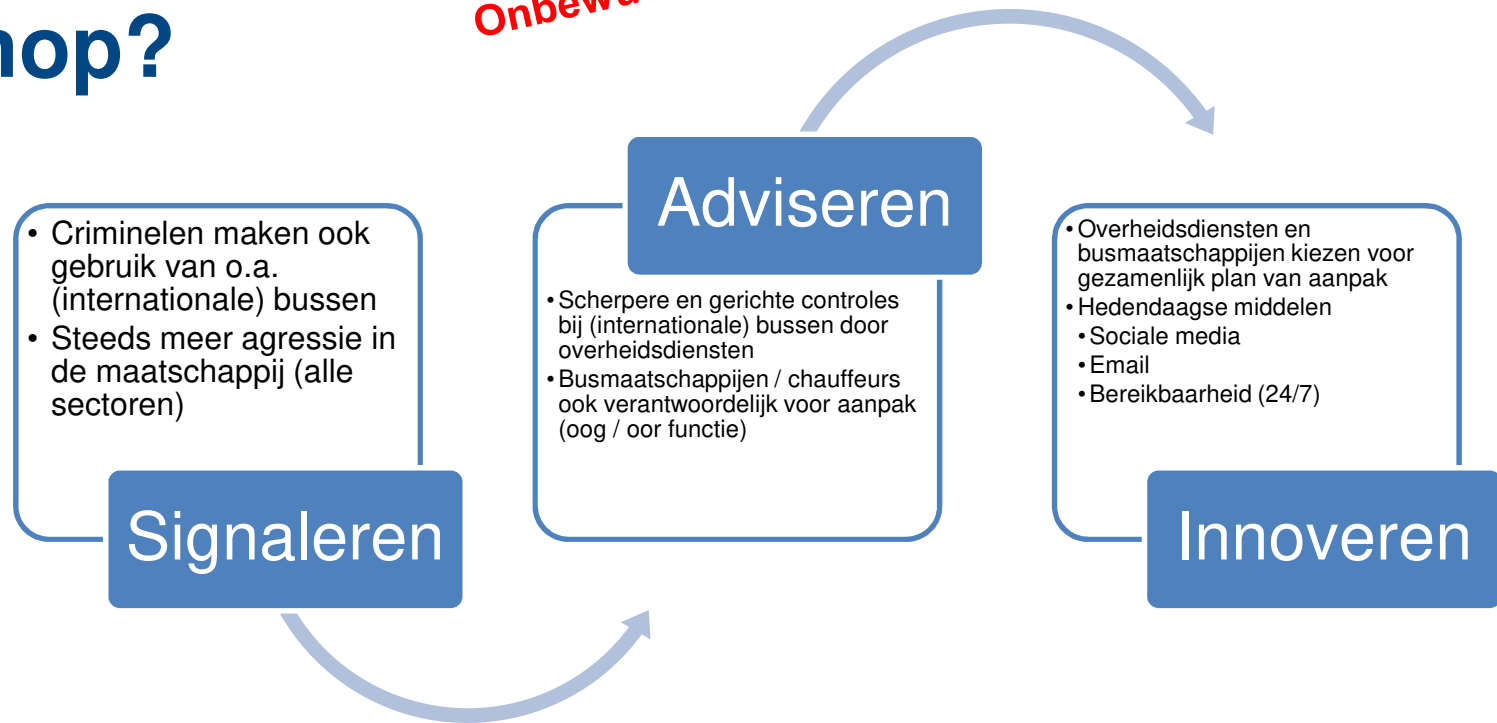 hop?
• Criminelen maken ook
gebruik van o.a.
(internationale) bussen
• Steeds meer agressie in
de maatschappij (alle
sectoren)
Signaleren
Adviseren
• Scherpere en gerichte controles
bij (internationale) bussen door
overheidsdiensten
• Busmaatschappijen / chauffeurs
ook verantwoordelijk voor aanpak
(oog / oor functie)
• Overheidsdiensten en
busmaatschappijen kiezen voor
gezamenlijk plan van aanpak
• Hedendaagse middelen
• Sociale media
• Email
• Bereikbaarheid (24/7)
Innoveren